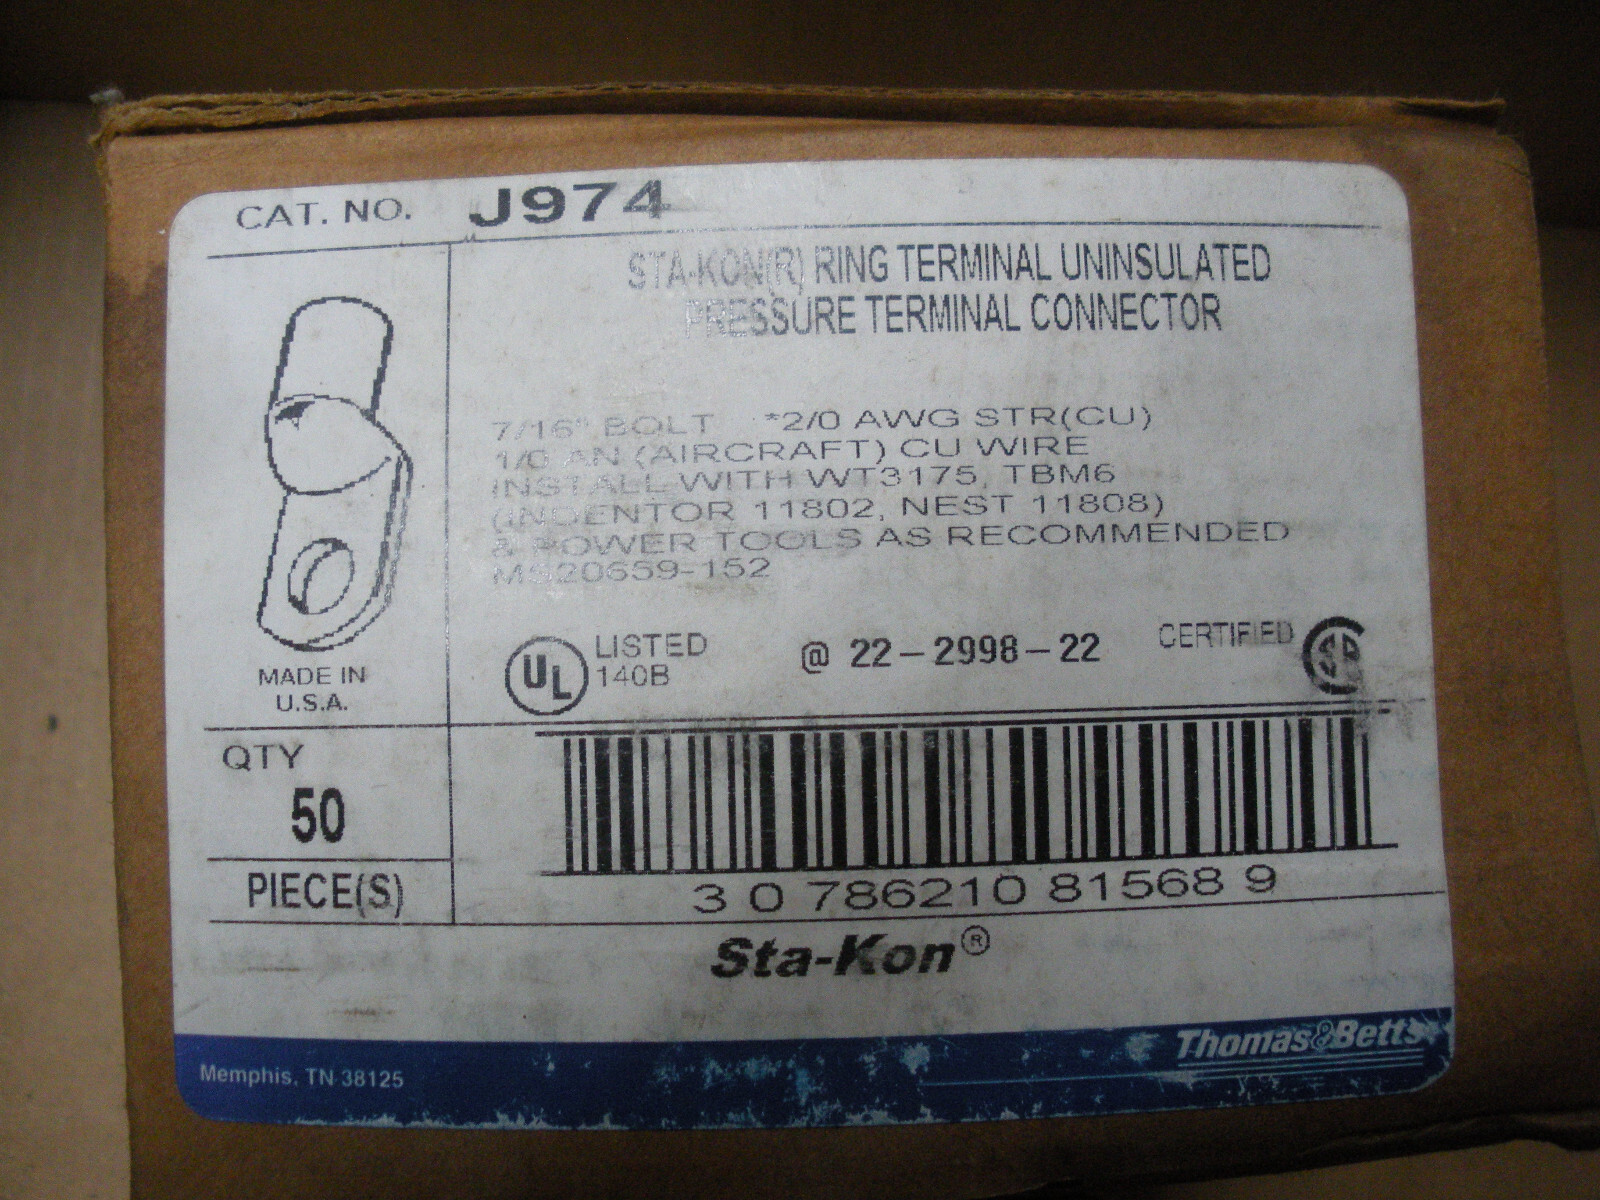 CAT. NO. J974
STA-KON(R) RING TERMINAL UNINSULATED
PRESSURE TERMINAL CONNECTOR
7/16" BOLT *2/0 AWG STR(CU)
1/0 AN (AIRCRAFT) CU WIRE
INSTALL WITH WT3175, TBM6
(INDENTOR 11802, NEST 11808)
& POWER TOOLS AS RECOMMENDED
MS20659-152
MADE IN
U.S.A.
UL LISTED
140B
@ 22-2998-22
CERTIFIED
QTY
50
PIECE(S)
3 0 786210 81568 9
Sta-Kon®
Thomas&Betts
Memphis, TN 38125